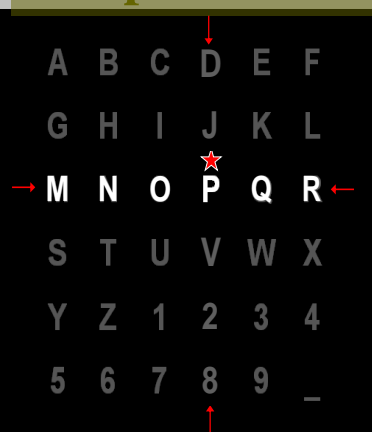 A B C D E F
G H I J K L
M N O P Q R
S T U V W X
Y Z 1 2 3 4
5 6 7 8 9 _